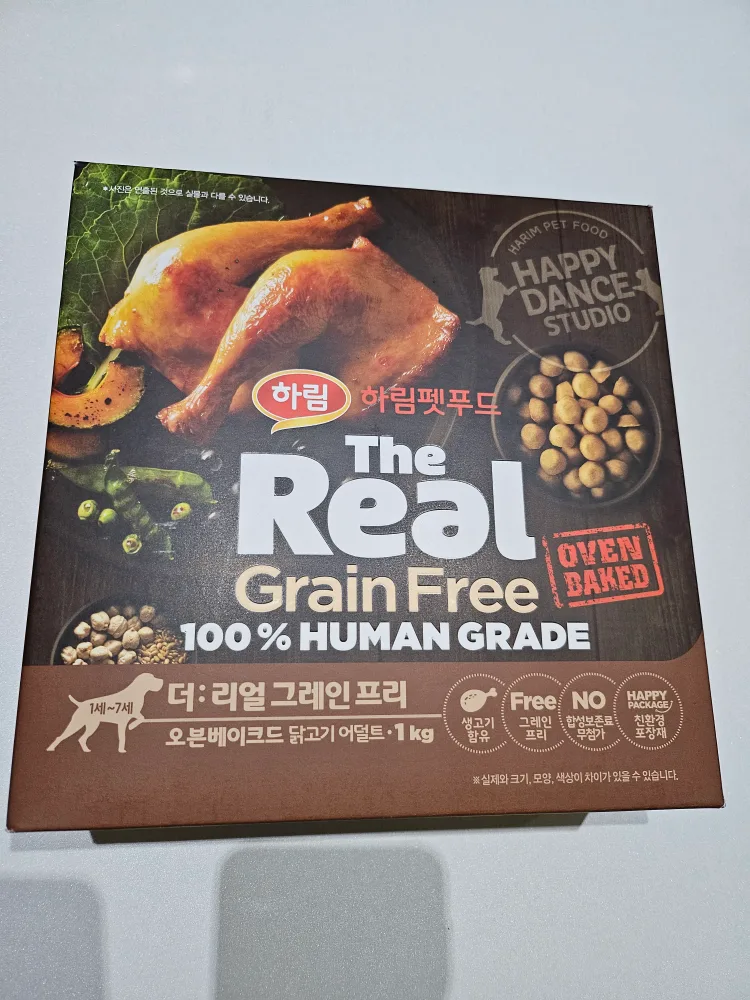 *사진은 연출된 것으로 실물과 다를 수 있습니다.
HARIM PET FOOD
HAPPY
DANCE
STUDIO
하림 하림펫푸드
The
Real
Grain Free
OVEN
BAKED
100% HUMAN GRADE
1세~7세
더:리얼 그레인 프리
오븐베이크드 닭고기 어덜트·1kg
생고기
함유
Free
그레인
프리
NO
합성보존료
무첨가
HAPPY
PACKAGE/
친환경
포장재
※실제와 크기, 모양, 색상이 차이가 있을 수 있습니다.